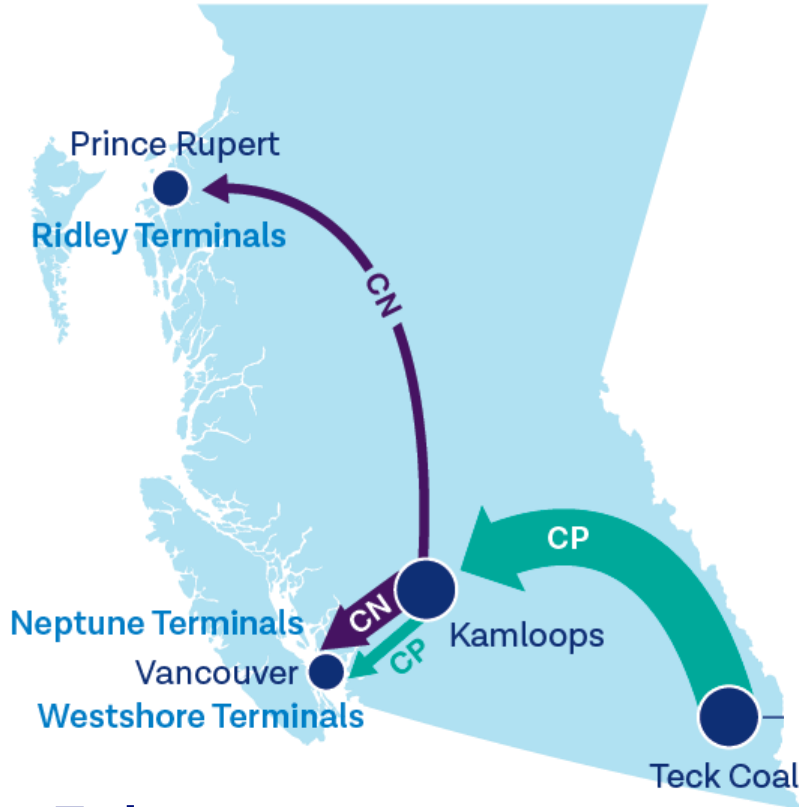 Prince Rupert
Ridley Terminals
CN
CP
CN
Neptune Terminals
Kamloops
CP
Vancouver
Westshore Terminals
Teck Coal